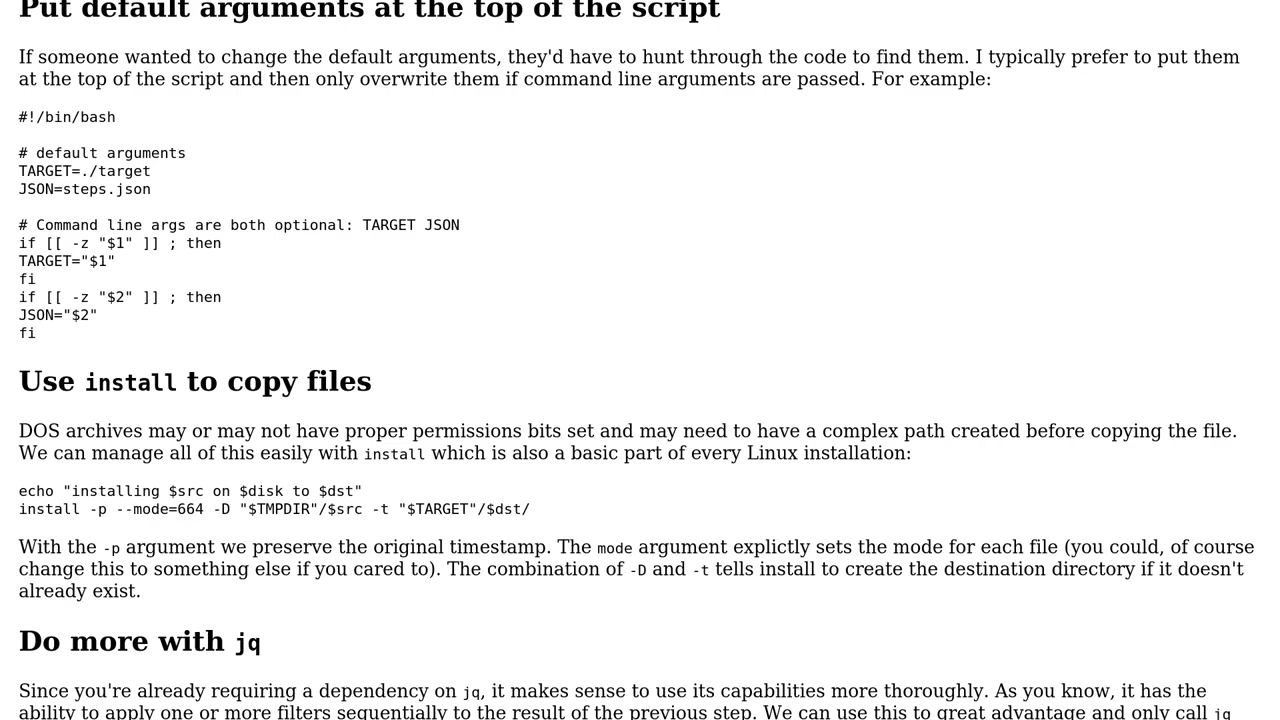 Put default arguments at the top of the script
If someone wanted to change the default arguments, they'd have to hunt through the code to find them. I typically prefer to put them
at the top of the script and then only overwrite them if command line arguments are passed. For example:
#!/bin/bash
# default arguments
TARGET=./target
JSON=steps.json
# Command line args are both optional: TARGET JSON
if [[ -z "$1" ]] ; then
TARGET="$1"
fi
if [[ -z "$2" ]] ; then
JSON="$2"
fi
Use install to copy files
DOS archives may or may not have proper permissions bits set and may need to have a complex path created before copying the file.
We can manage all of this easily with install which is also a basic part of every Linux installation:
echo "installing $src on $disk to $dst"
install -p --mode=664 -D "$TMPDIR"/$src -t "$TARGET"/$dst/
With the -p argument we preserve the original timestamp. The mode argument explictly sets the mode for each file (you could, of course
change this to something else if you cared to). The combination of -D and -t tells install to create the destination directory if it doesn't
already exist.
Do more with jq
Since you're already requiring a dependency on jq, it makes sense to use its capabilities more thoroughly. As you know, it has the
ability to apply one or more filters sequentially to the result of the previous step. We can use this to great advantage and only call jq